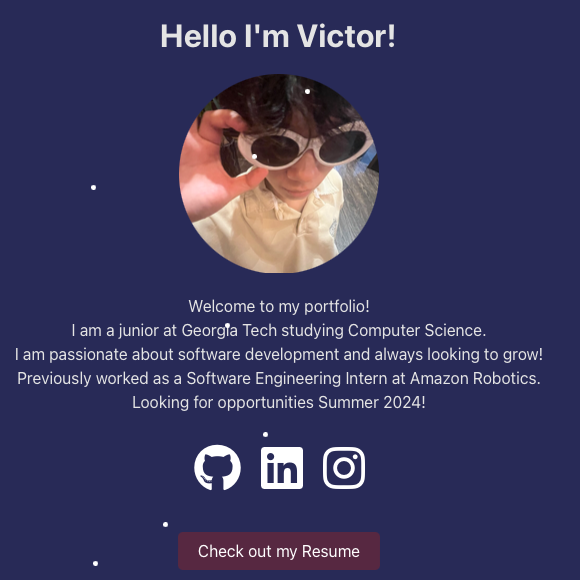 Hello I'm Victor!
Welcome to my portfolio!
I am a junior at Georgia Tech studying Computer Science.
I am passionate about software development and always looking to grow!
Previously worked as a Software Engineering Intern at Amazon Robotics.
Looking for opportunities Summer 2024!
in
Check out my Resume